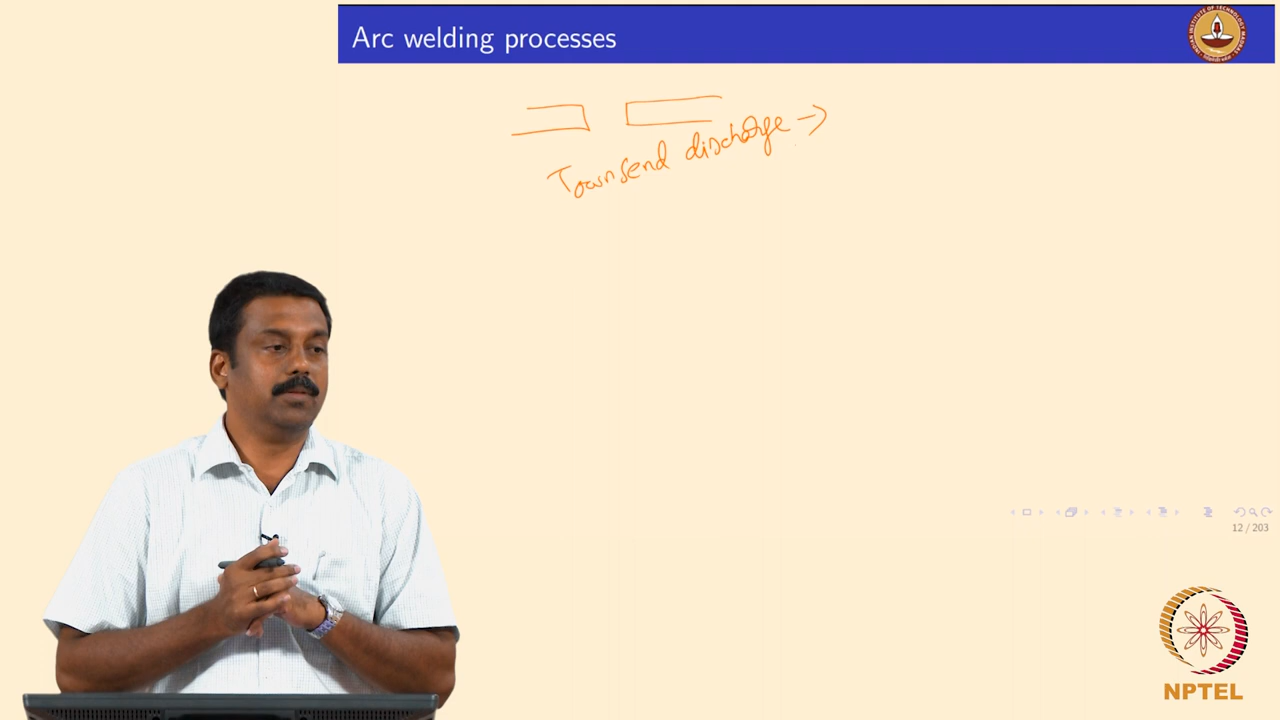 Arc welding processes
Townsend discharge →
12 / 203
NPTEL